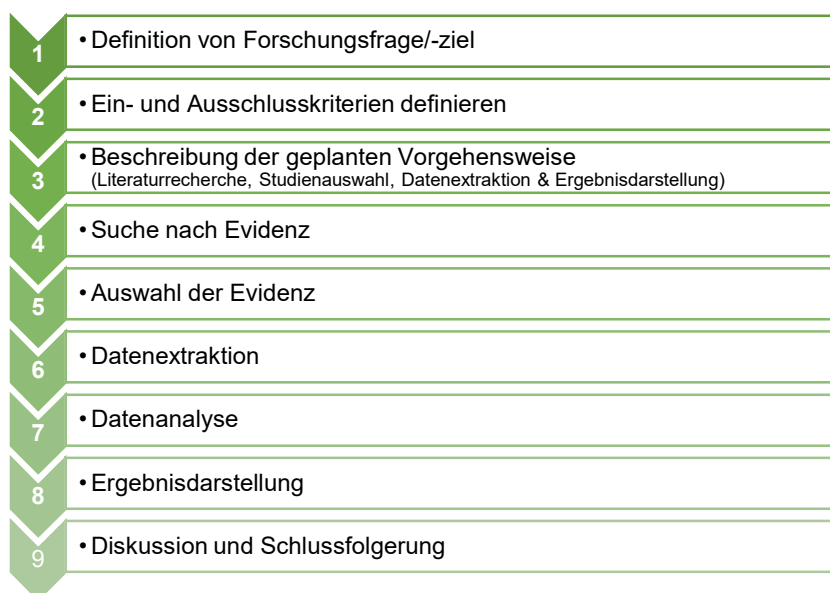 1
• Definition von Forschungsfrage/-ziel
2
• Ein- und Ausschlusskriterien definieren
3
• Beschreibung der geplanten Vorgehensweise
(Literaturrecherche, Studienauswahl, Datenextraktion & Ergebnisdarstellung)
4
• Suche nach Evidenz
5
• Auswahl der Evidenz
6
• Datenextraktion
7
• Datenanalyse
8
• Ergebnisdarstellung
9
• Diskussion und Schlussfolgerung